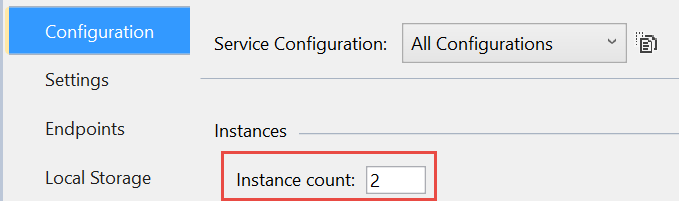 Configuration
Settings
Endpoints
Local Storage
Service Configuration: All Configurations
Instances
Instance count: 2